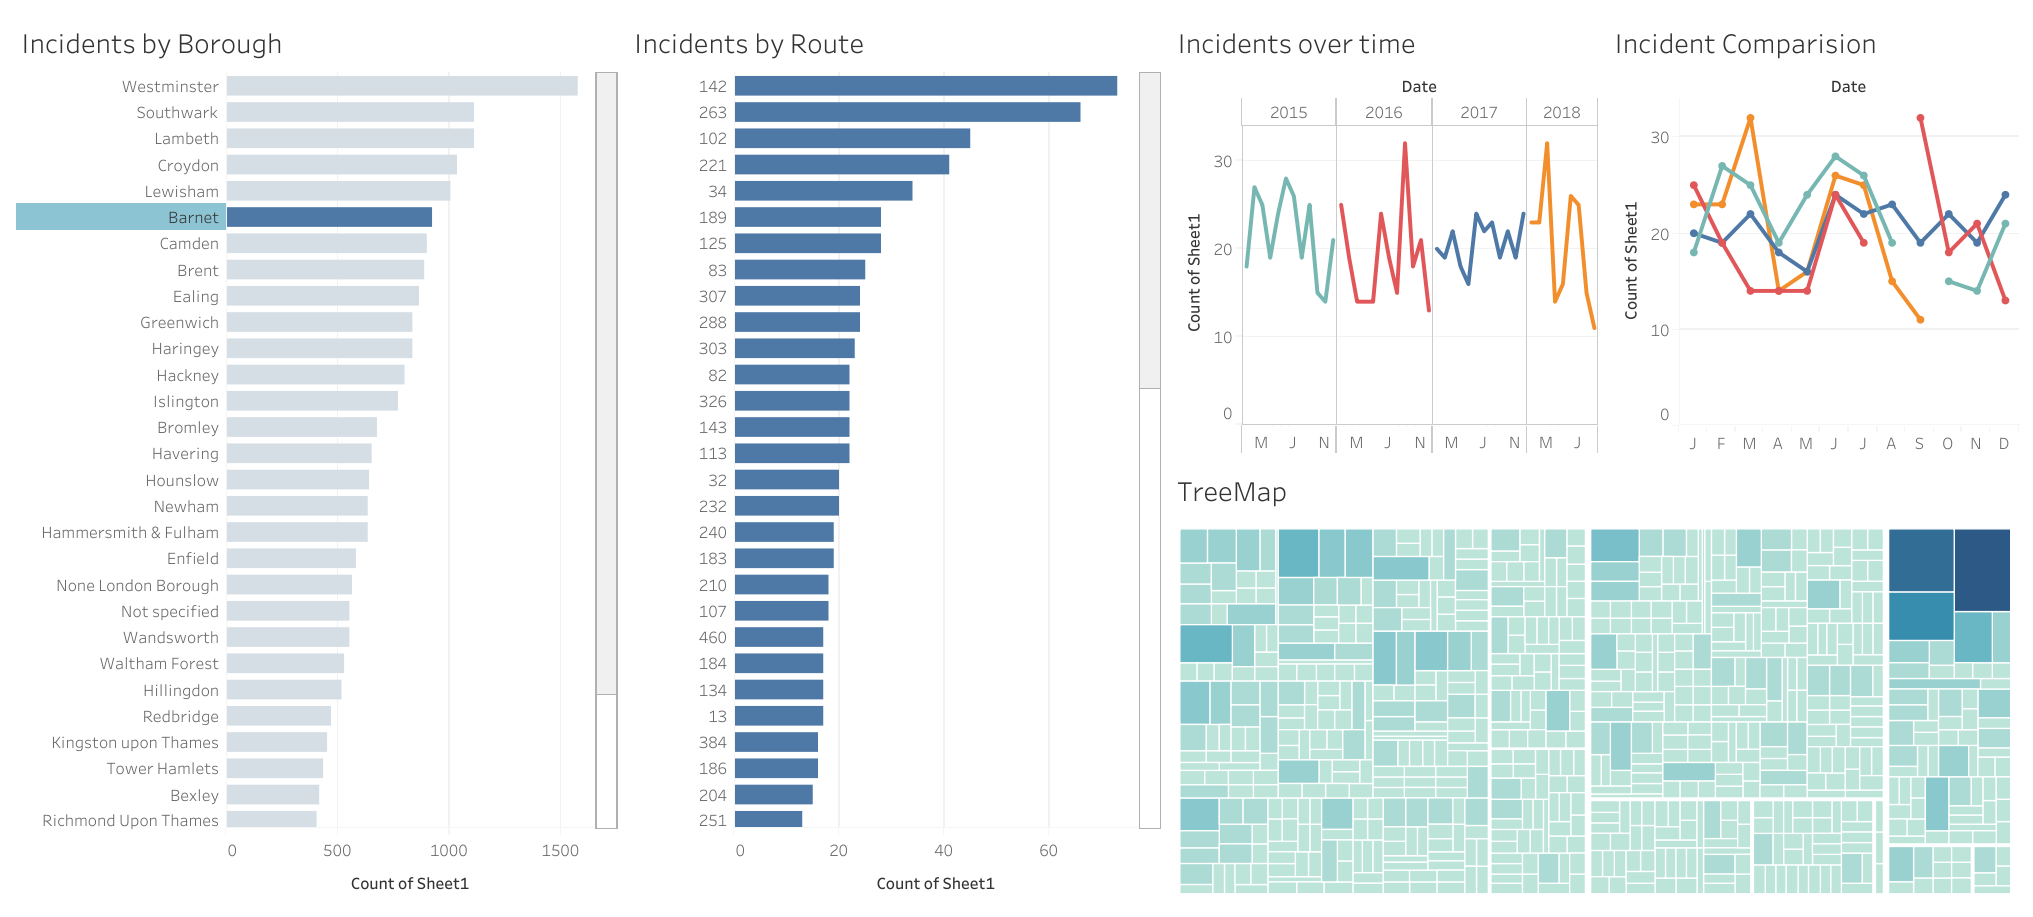 Incidents by Borough
Westminster
Southwark
Lambeth
Croydon
Lewisham
Barnet
Camden
Brent
Ealing
Greenwich
Haringey
Hackney
Islington
Bromley
Havering
Hounslow
Newham
Hammersmith & Fulham
Enfield
None London Borough
Not specified
Wandsworth
Waltham Forest
Hillingdon
Redbridge
Kingston upon Thames
Tower Hamlets
Bexley
Richmond Upon Thames
0 500 1000 1500
Count of Sheet1
Incidents by Route
142
263
102
221
34
189
125
83
307
288
303
82
326
143
113
32
232
240
183
210
107
460
184
134
13
384
186
204
251
0 20 40 60
Count of Sheet1
Incidents over time
Date
2015 2016 2017 2018
Count of Sheet1
30
20
10
0
M J N M J N M J N M J
Incident Comparision
Date
Count of Sheet1
30
20
10
0
J F M A M J J A S O N D
TreeMap